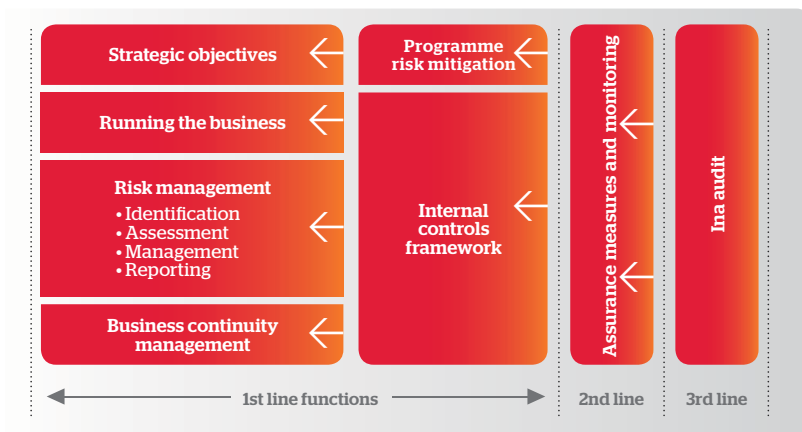 Strategic objectives
Running the business
Risk management
• Identification
• Assessment
• Management
• Reporting
Business continuity
management
Programme
risk mitigation
Internal
controls
framework
Assurance measures and monitoring
Ina audit
1st line functions
2nd line
3rd line